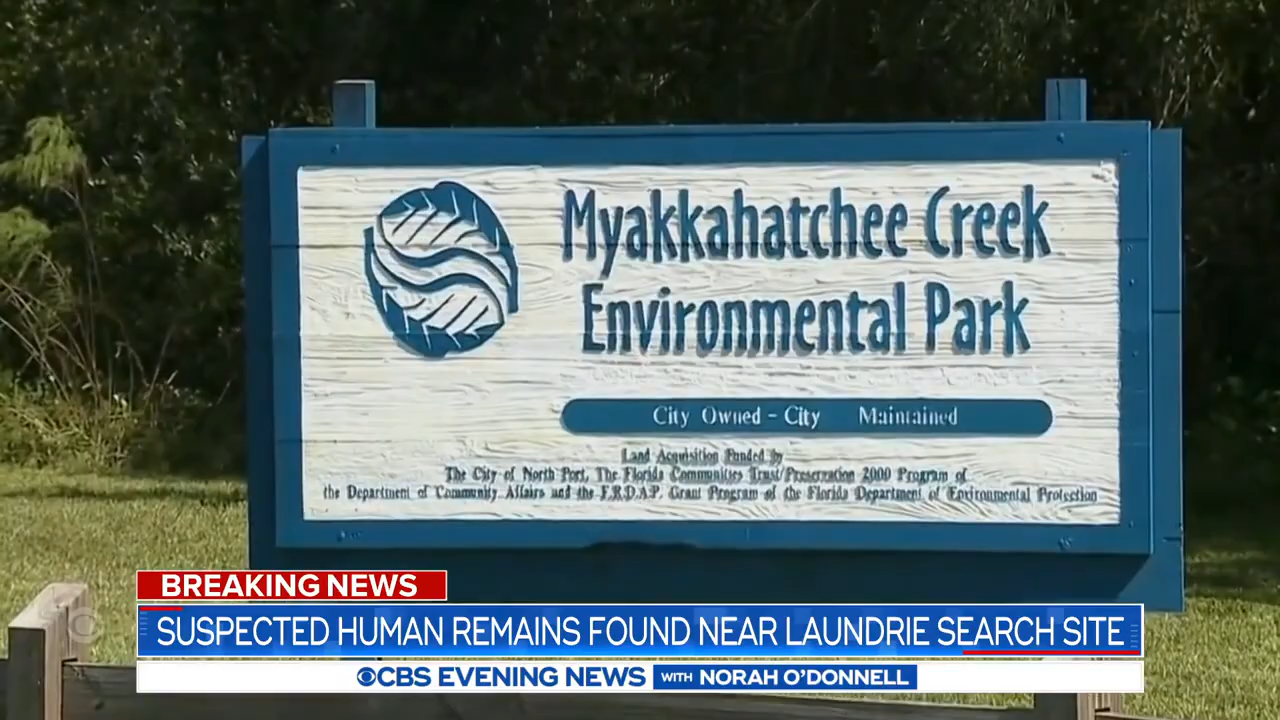 Myakkahatchee Creek
Environmental Park
City Owned - City Maintained
Land Acquisition Funded by
The City of North Port, The Florida Communities Trust/Preservation 2000 Program of
the Department of Community Affairs and the F.R.D.A.P. Grant Program of the Florida Department of Environmental Protection
BREAKING NEWS
SUSPECTED HUMAN REMAINS FOUND NEAR LAUNDRIE SEARCH SITE
CBS EVENING NEWS WITH NORAH O'DONNELL